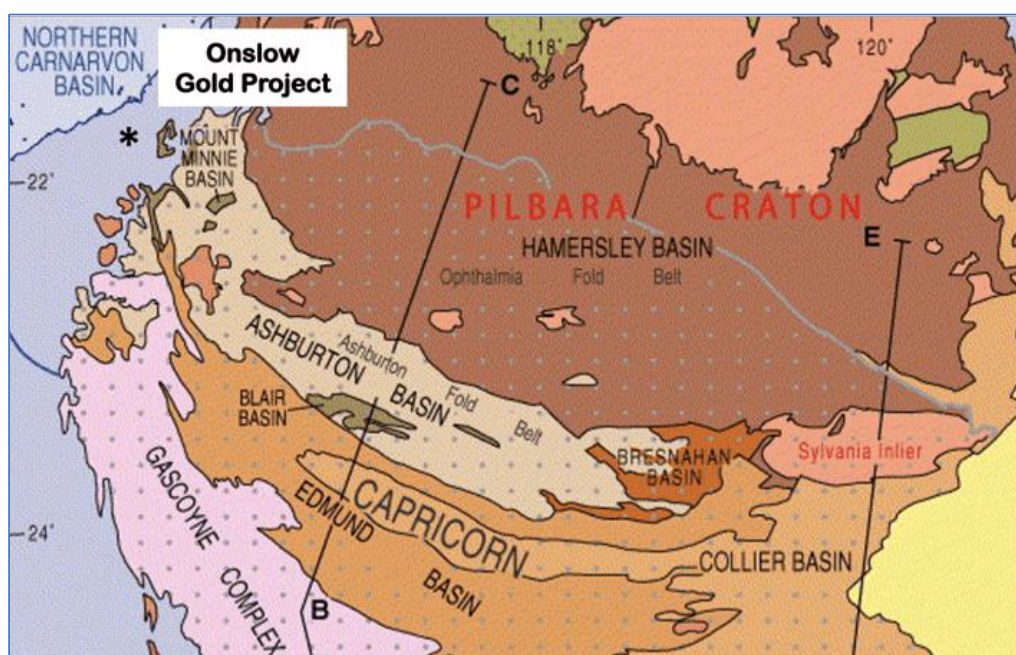 NORTHERN
CARNARVON
BASIN
Onslow
Gold Project
118°
120°
C
*
MOUNT
MINNIE
BASIN
22°
PILBARA CRATON
E
HAMERSLEY BASIN
Ophthalmia Fold Belt
ASHBURTON BASIN
Ashburton Fold Belt
BLAIR
BASIN
BRESNAHAN
BASIN
Sylvania Inlier
GASCOYNE COMPLEX
CAPRICORN
EDMUND BASIN
24°
COLLIER BASIN
B